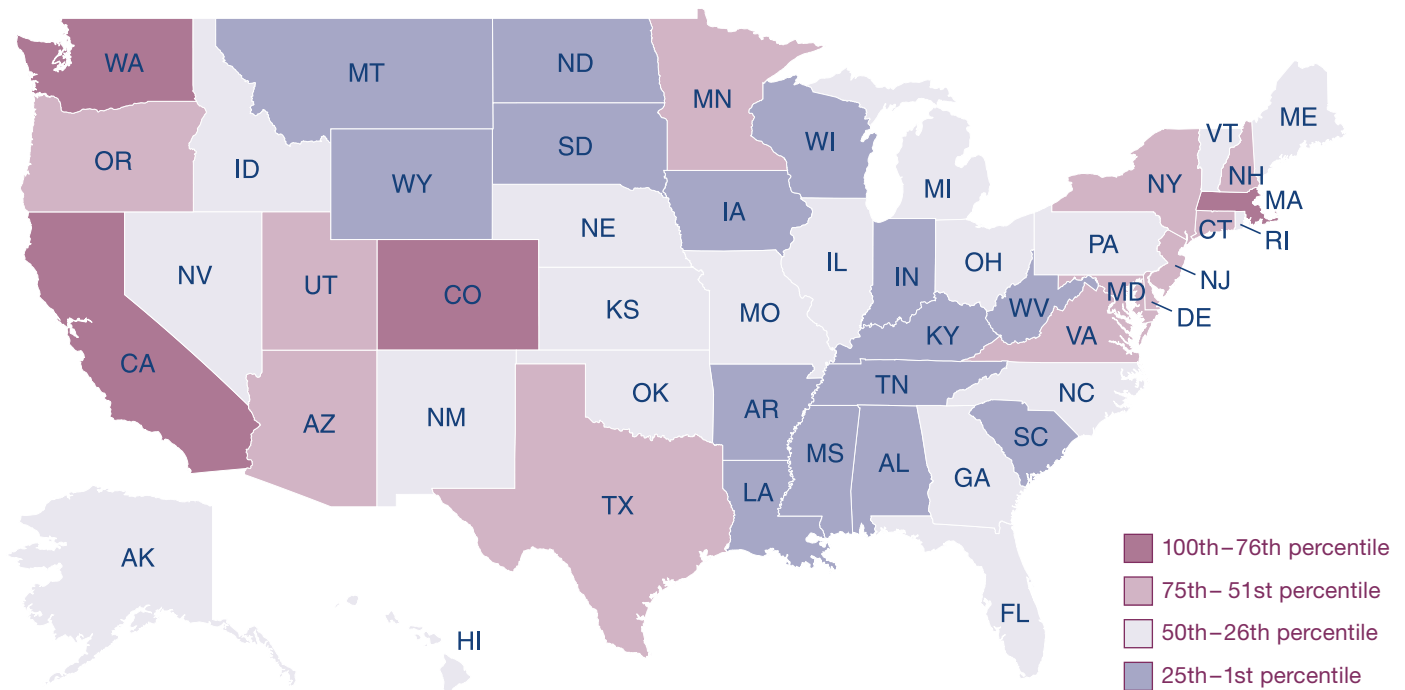 WA
MT
ND
MN
OR
ID
WY
SD
WI
MI
VT
ME
NH
NY
MA
CT
RI
NV
UT
CO
NE
IA
IL
IN
OH
PA
NJ
MD
DE
CA
KS
MO
KY
WV
VA
AZ
NM
OK
AR
TN
NC
SC
TX
LA
MS
AL
GA
FL
AK
HI
100th–76th percentile
75th–51st percentile
50th–26th percentile
25th–1st percentile